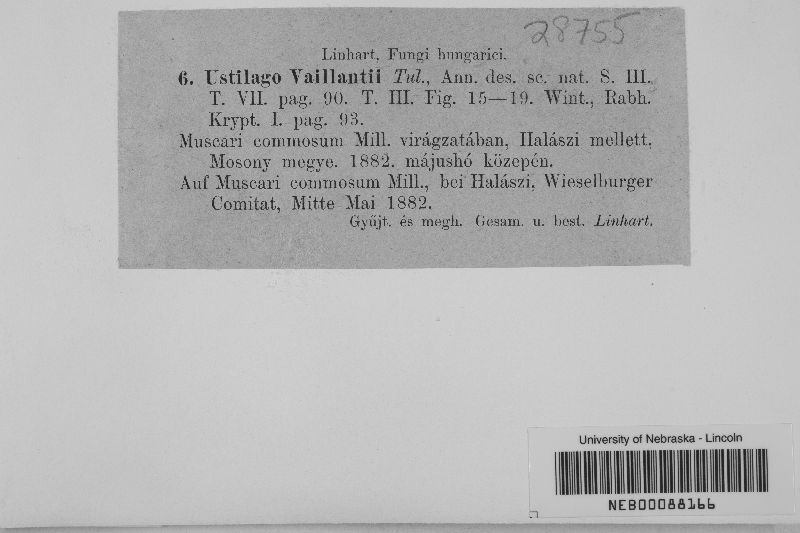 28755
Linhart, Fungi hungarici.
6. Ustilago Vaillantii Tul., Ann. des. sc. nat. S. III.
T. VII. pag. 90. T. III. Fig. 15—19. Wint., Rabh.
Krypt. I. pag. 93.
Muscari commosum Mill. virágzatában, Halászi mellett,
Mosony megye. 1882. májushó közepén.
Auf Muscari commosum Mill., bei Halászi, Wieselburger
Comitat, Mitte Mai 1882.
Gyűjt. és megh. Gesam. u. best. Linhart.
University of Nebraska - Lincoln
NEB00088166